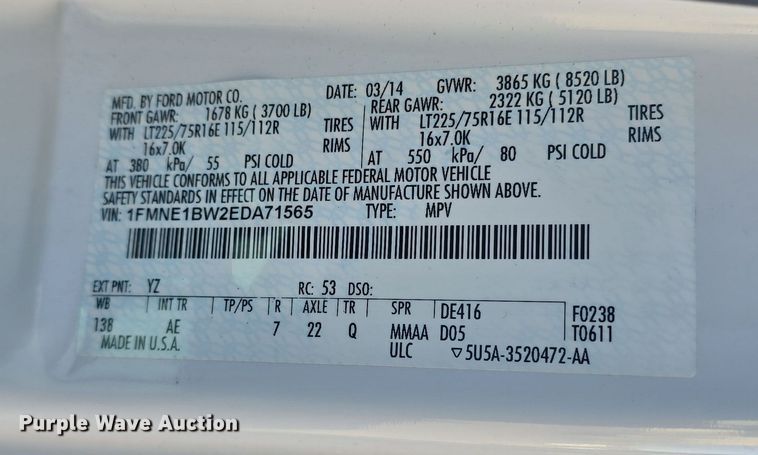 MFD. BY FORD MOTOR CO. DATE: 03/14 GVWR: 3865 KG ( 8520 LB)
FRONT GAWR: 1678 KG ( 3700 LB) REAR GAWR: 2322 KG ( 5120 LB)
WITH LT225/75R16E 115/112R TIRES WITH LT225/75R16E 115/112R TIRES
16x7.0K RIMS 16x7.0K RIMS
AT 380 kPa/ 55 PSI COLD AT 550 kPa/ 80 PSI COLD
THIS VEHICLE CONFORMS TO ALL APPLICABLE FEDERAL MOTOR VEHICLE
SAFETY STANDARDS IN EFFECT ON THE DATE OF MANUFACTURE SHOWN ABOVE.
VIN: 1FMNE1BW2EDA71565 TYPE: MPV
EXT PNT: YZ RC: 53 DSO:
WB INT TR TP/PS R AXLE TR SPR DE416 F0238
138 AE 7 22 Q MMAA D05 T0611
MADE IN U.S.A. ULC ▽5U5A-3520472-AA
Purple Wave Auction